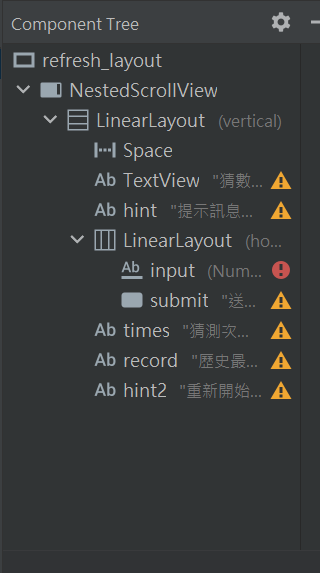 Component Tree
refresh_layout
NestedScrollView
LinearLayout (vertical)
Space
Ab TextView "猜數...
Ab hint "提示訊息...
LinearLayout (ho...
Ab input (Num...
submit "送...
Ab times "猜測次...
Ab record "歷史最...
Ab hint2 "重新開始...